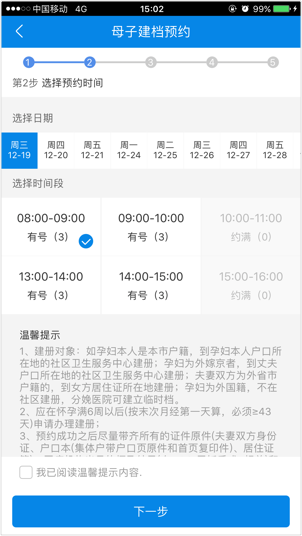 中国移动 4G 15:02 99%
母子建档预约
1 2 3 4 5
第2步 选择预约时间
选择日期
周三 周四 周五 周一 周二 周三 周四 周五
12-19 12-20 12-21 12-24 12-25 12-26 12-27 12-28
选择时间段
08:00-09:00 09:00-10:00 10:00-11:00
有号（3） 有号（3） 约满（0）
13:00-14:00 14:00-15:00 15:00-16:00
有号（3） 有号（3） 约满（0）
温馨提示
1、建册对象：如孕妇本人是本市户籍，到孕妇本人户口所
在地的社区卫生服务中心建册；孕妇为外嫁京者，到丈夫
户口所在地的社区卫生服务中心建册；夫妻双方为外省市
户籍的，到女方居住证所在地建册；孕妇为外国籍，不在
社区建册，分娩医院可建立临时档。
2、应在怀孕满6周以后(按末次月经第一天算，必须≥43
天)申请办理建册；
3、预约成功之后尽量带齐所有的证件原件(夫妻双方身份
证、户口本(集体户带户口页原件和首页复印件)、居住证
我已阅读温馨提示内容.
下一步